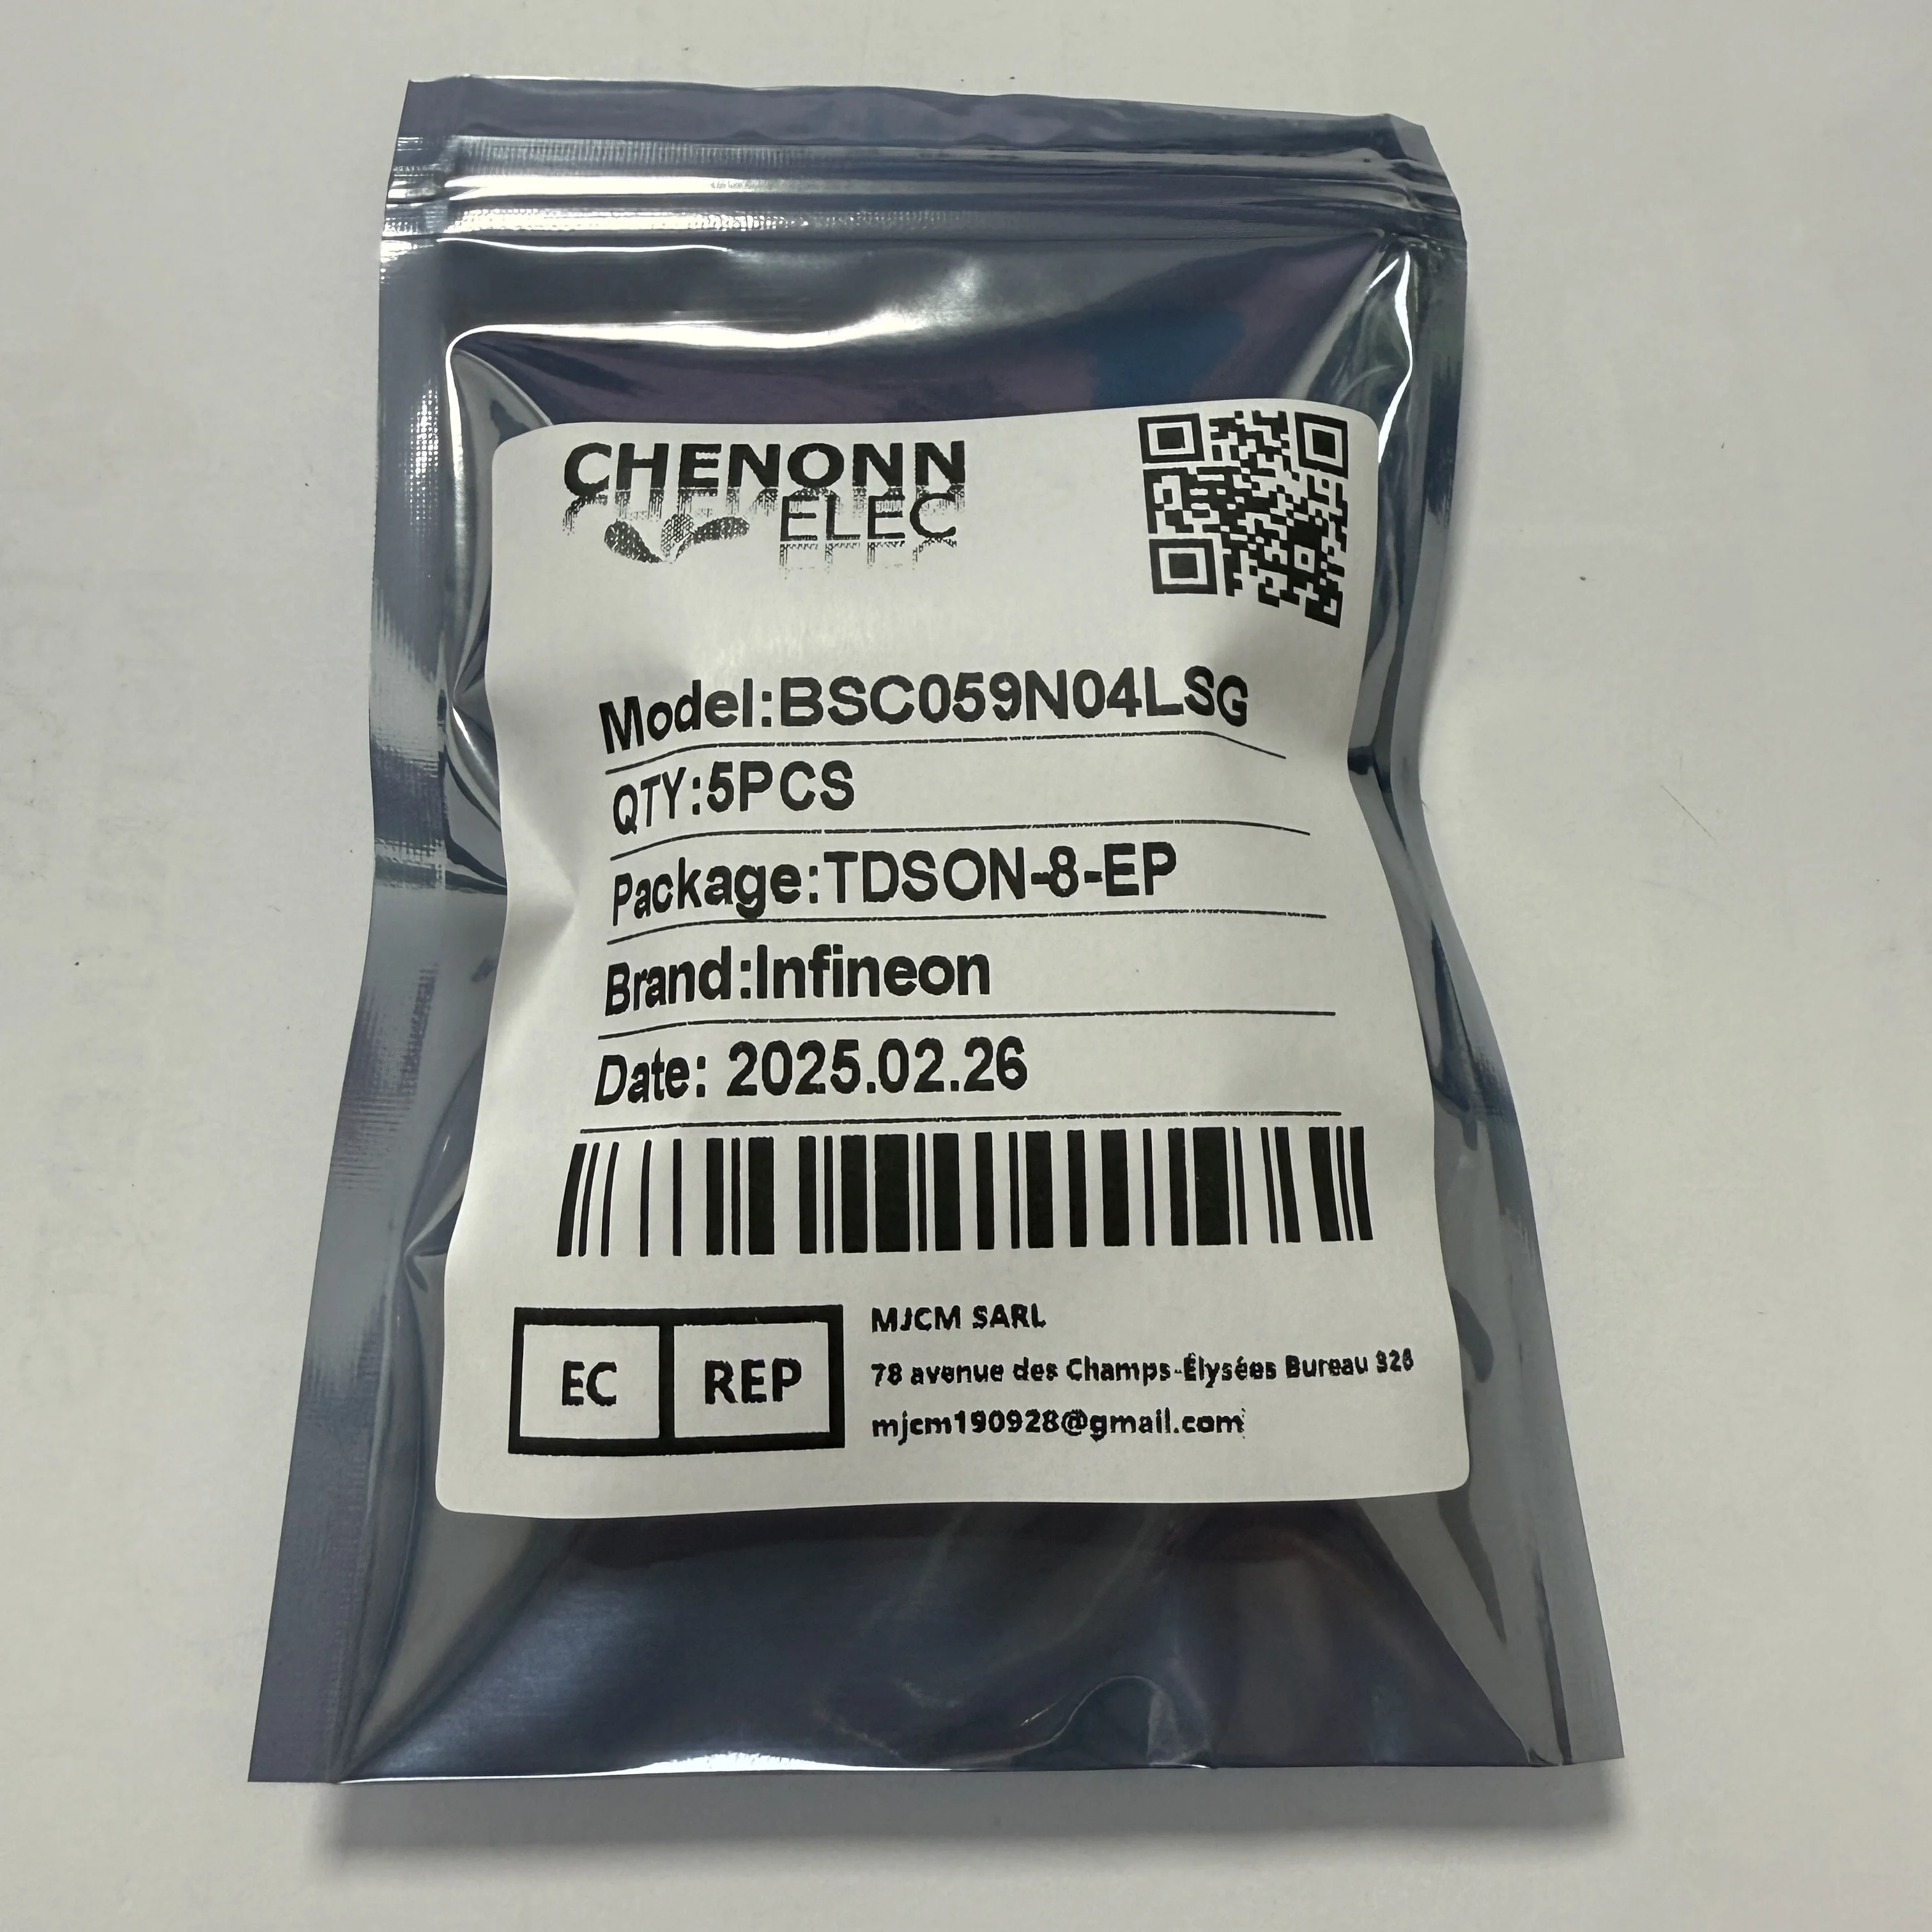 CHENONN
ELEC
Model:BSC059N04LSG
QTY:5PCS
Package:TDSON-8-EP
Brand:Infineon
Date: 2025.02.26
EC REP
MJCM SARL
78 avenue des Champs-Élysées Bureau 326
mjcm190928@gmail.com